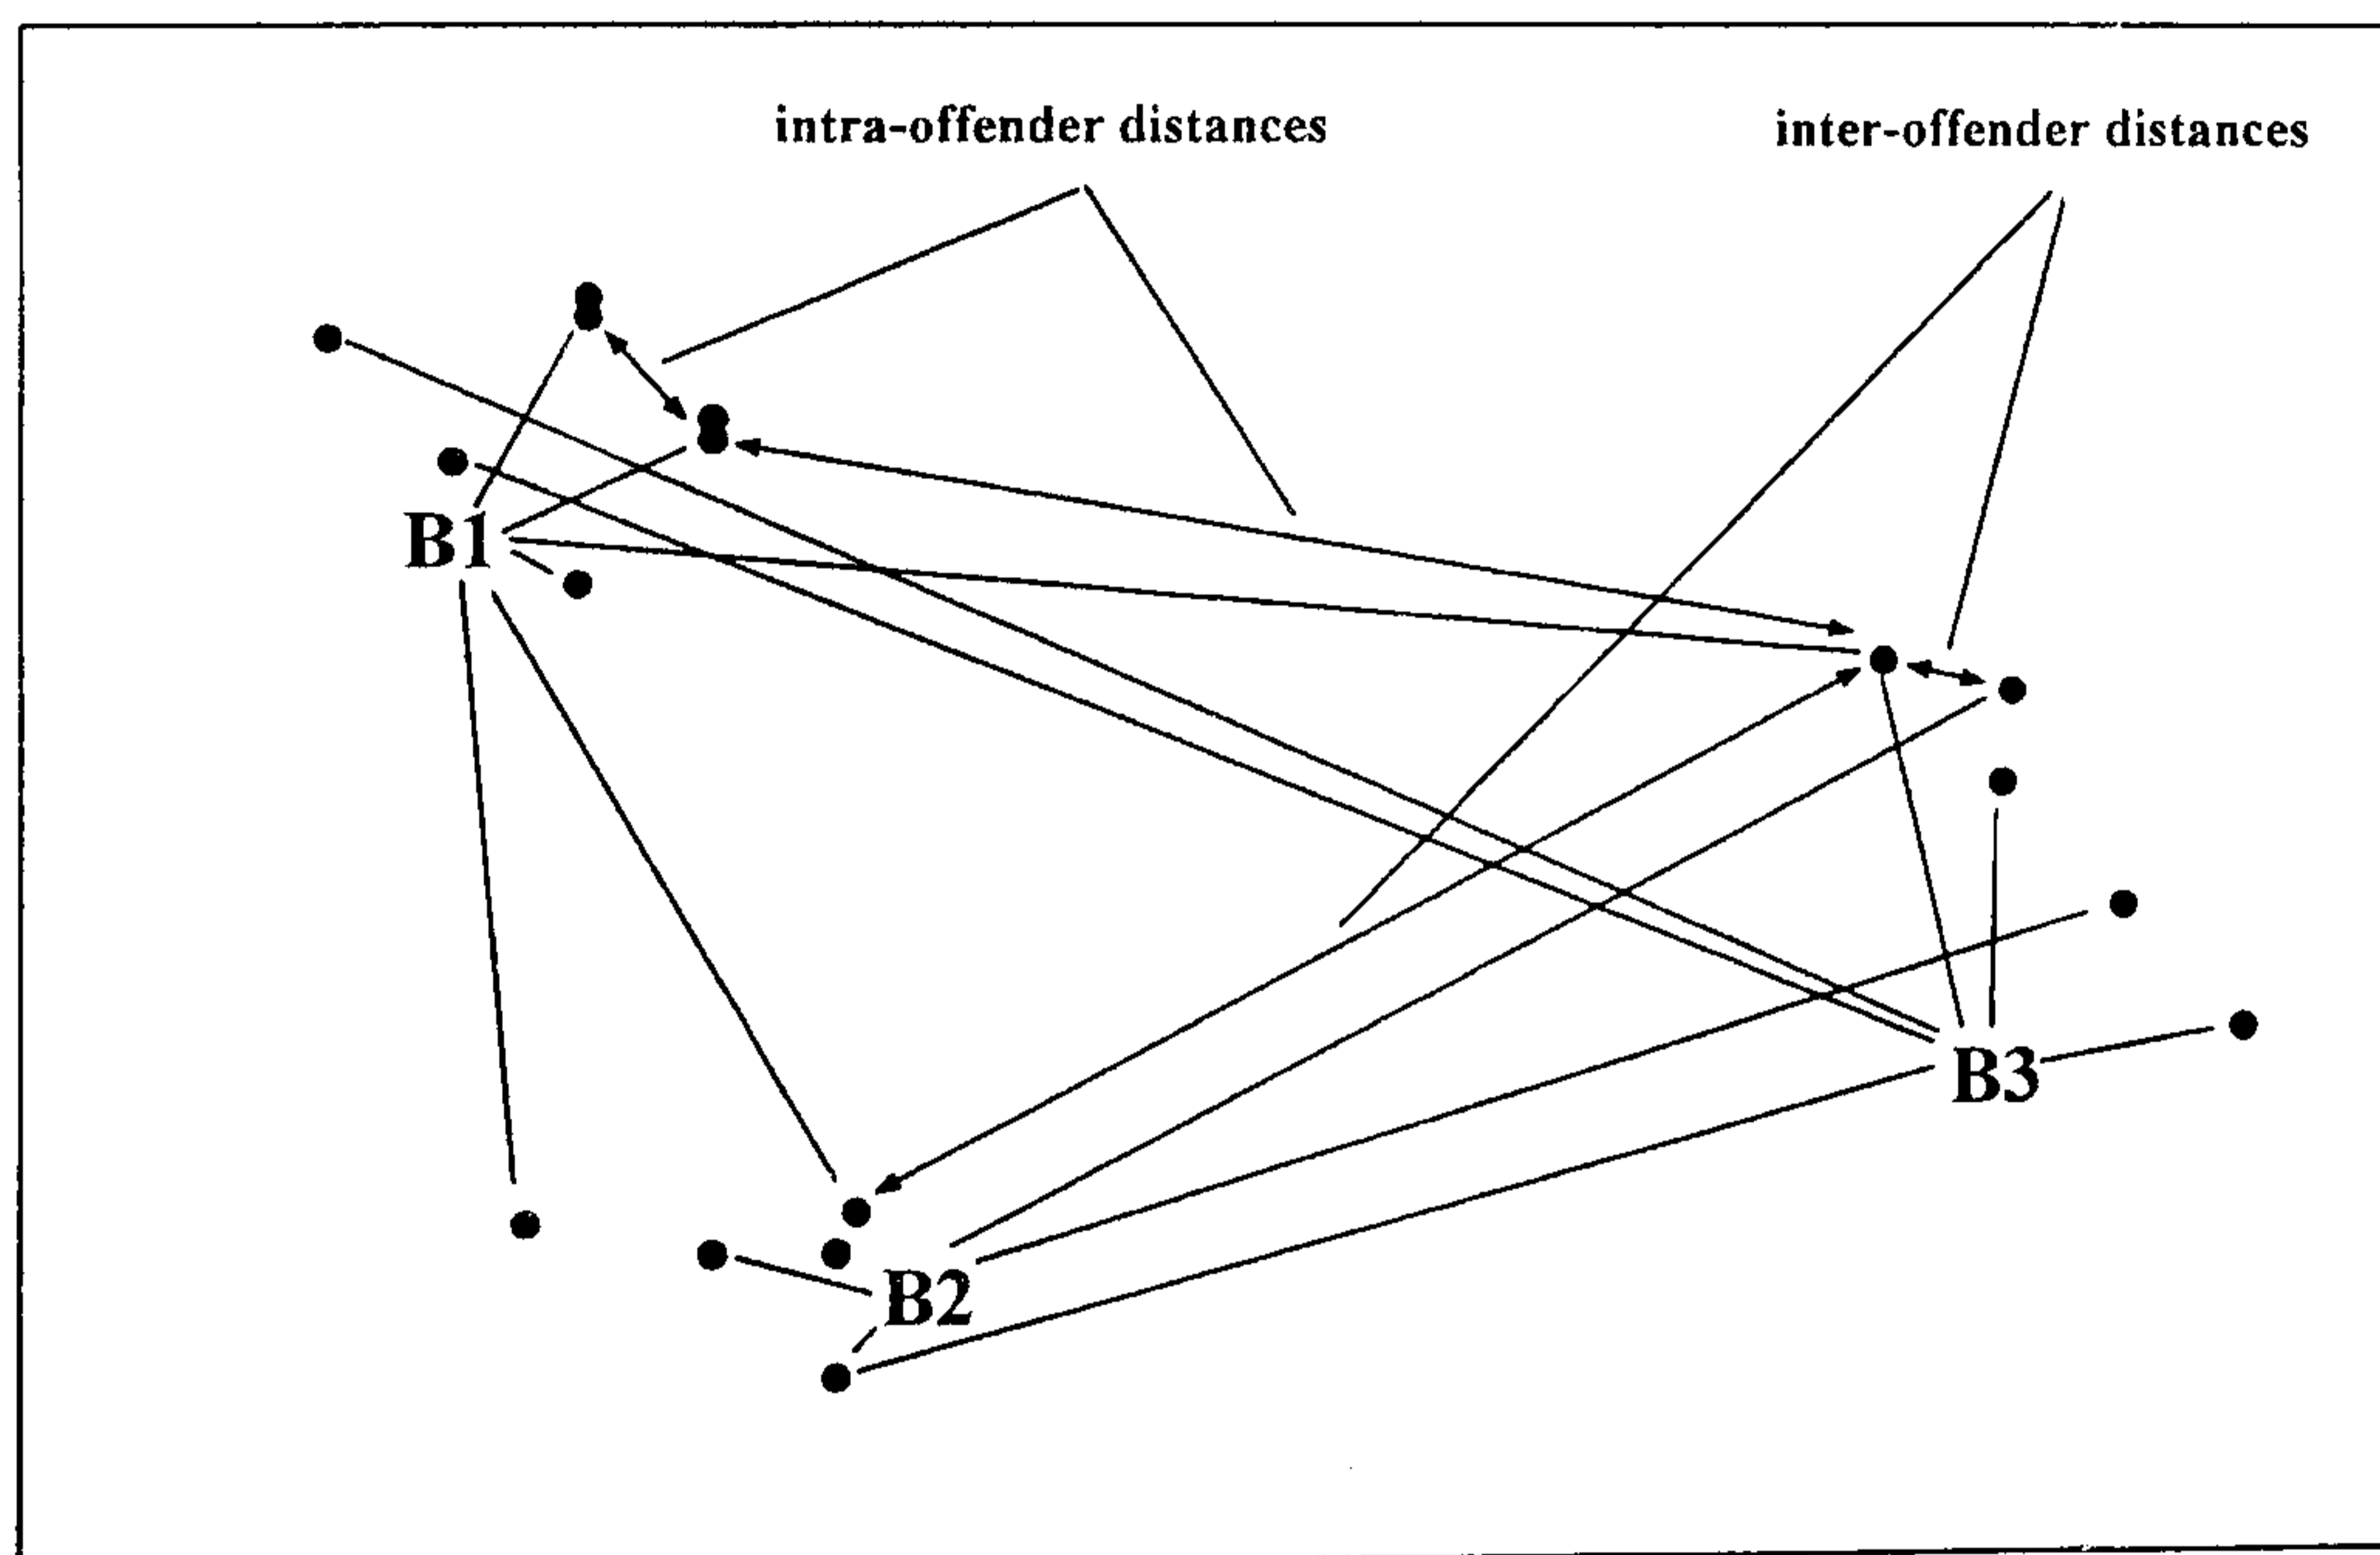 intra-offender distances
inter-offender distances
B1
B3
B2